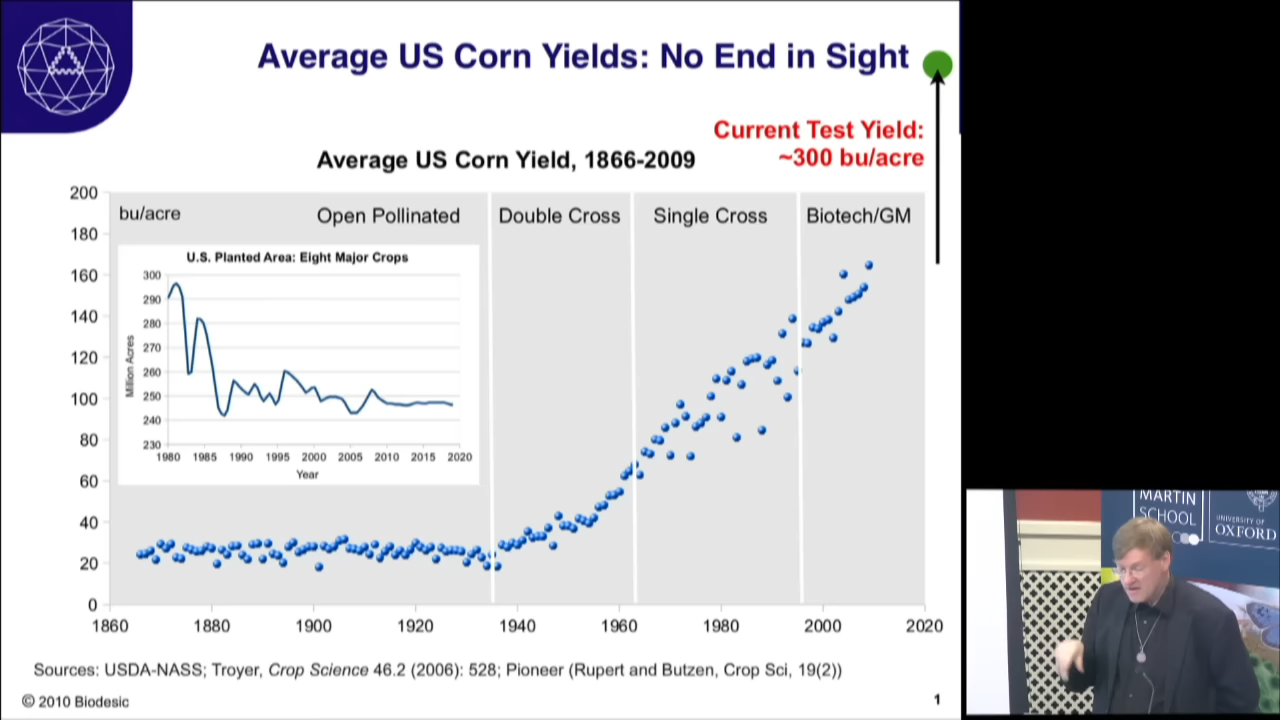 Average US Corn Yields: No End in Sight
Current Test Yield:
~300 bu/acre
Average US Corn Yield, 1866-2009
200
180
160
140
120
100
80
60
40
20
0
bu/acre
Open Pollinated
Double Cross
Single Cross
Biotech/GM
U.S. Planted Area: Eight Major Crops
300
290
280
270
260
250
240
230
Million Acres
1980 1985 1990 1995 2000 2005 2010 2015 2020
Year
1860 1880 1900 1920 1940 1960 1980 2000 2020
Sources: USDA-NASS; Troyer, Crop Science 46.2 (2006): 528; Pioneer (Rupert and Butzen, Crop Sci, 19(2))
© 2010 Biodesic
1
MARTIN
SCHOOL
UNIVERSITY OF
OXFORD